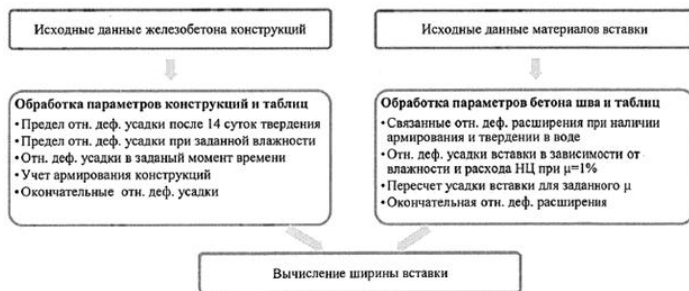 Исходные данные железобетона конструкций
Исходные данные материалов вставки
Обработка параметров конструкций и таблиц
•Предел отн. деф. усадки после 14 суток твердения
•Предел отн. деф. усадки при заданной влажности
•Отн. деф. усадки в заданый момент времени
•Учет армирования конструкций
•Окончательные отн. деф. усадки
Обработка параметров бетона шва и таблиц
•Связанные отн. деф. расширения при наличии
армирования и твердении в воде
•Отн. деф. усадки вставки в зависимости от
влажности и расхода НЦ при μ=1%
•Пересчет усадки вставки для заданного μ
•Окончательная отн. деф. расширения
Вычисление ширины вставки